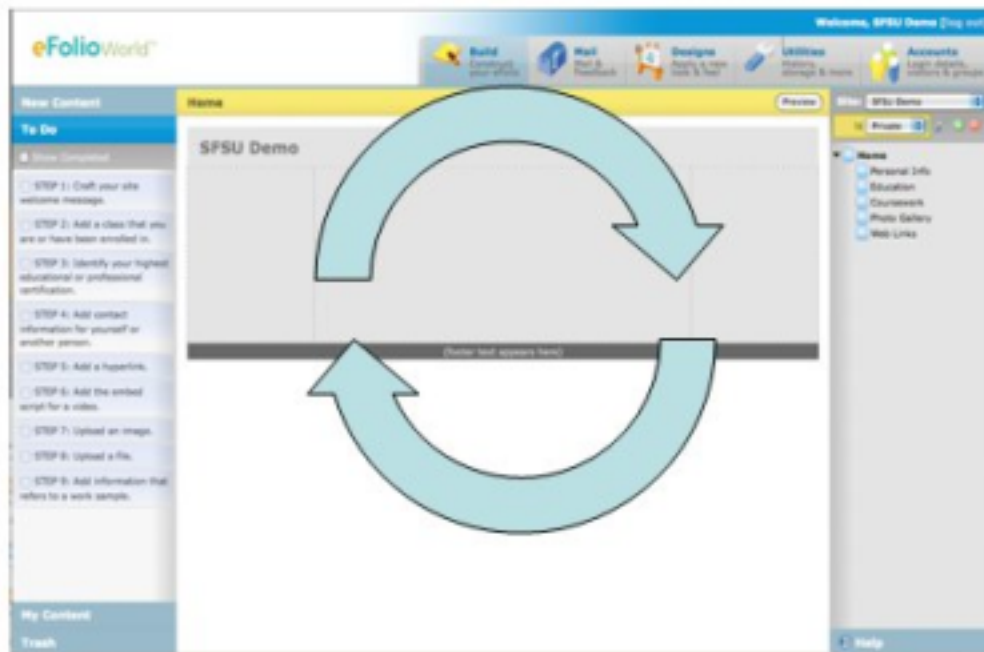 Welcome, SFSU Demo [log out
eFolioWorld™
Build
Construct
your eFolio
Mail
Mail &
Feedback
Designs
Apply a new
look & feel
Utilities
History,
storage & more
Accounts
Login details,
visitors & groups
New Content
Home
Preview
Site:
SFSU Demo
To Do
Private
Show Completed
SFSU Demo
Home
Personal Info
Education
Coursework
Photo Gallery
Web Links
STEP 1: Craft your site
welcome message.
STEP 2: Add a class that you
are or have been enrolled in.
STEP 3: Identify your highest
educational or professional
certification.
STEP 4: Add contact
information for yourself or
another person.
STEP 5: Add a hyperlink.
STEP 6: Add the embed
script for a video.
STEP 7: Upload an image.
STEP 8: Upload a file.
STEP 9: Add information that
refers to a work sample.
(footer text appears here)
My Content
Trash
Help